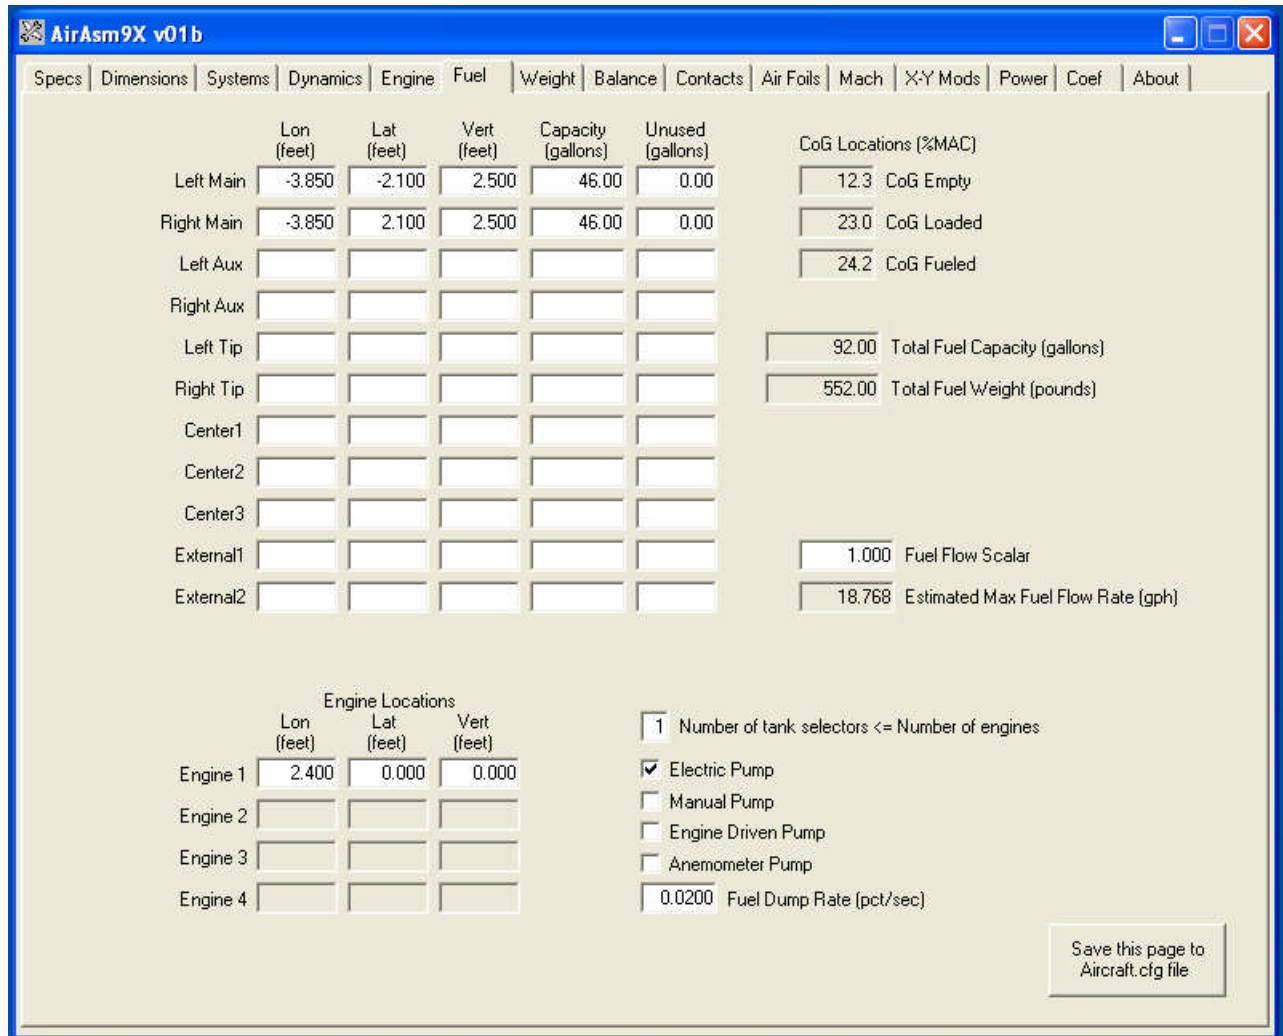 AirAsm9X v01b
Specs Dimensions Systems Dynamics Engine Fuel Weight Balance Contacts Air Foils Mach X-Y Mods Power Coef About
Lon Lat Vert Capacity Unused
(feet) (feet) (feet) (gallons) (gallons) CoG Locations (%MAC)
Left Main -3.850 -2.100 2.500 46.00 0.00 12.3 CoG Empty
Right Main -3.850 2.100 2.500 46.00 0.00 23.0 CoG Loaded
Left Aux 24.2 CoG Fueled
Right Aux
Left Tip 92.00 Total Fuel Capacity (gallons)
Right Tip 552.00 Total Fuel Weight (pounds)
Center1
Center2
Center3
External1 1.000 Fuel Flow Scalar
External2 18.768 Estimated Max Fuel Flow Rate (gph)
Engine Locations
Lon Lat Vert
(feet) (feet) (feet)
1 Number of tank selectors <= Number of engines
Engine 1 2.400 0.000 0.000 Electric Pump
Manual Pump
Engine 2
Engine Driven Pump
Engine 3 Anemometer Pump
Engine 4 0.0200 Fuel Dump Rate (pct/sec)
Save this page to
Aircraft.cfg file